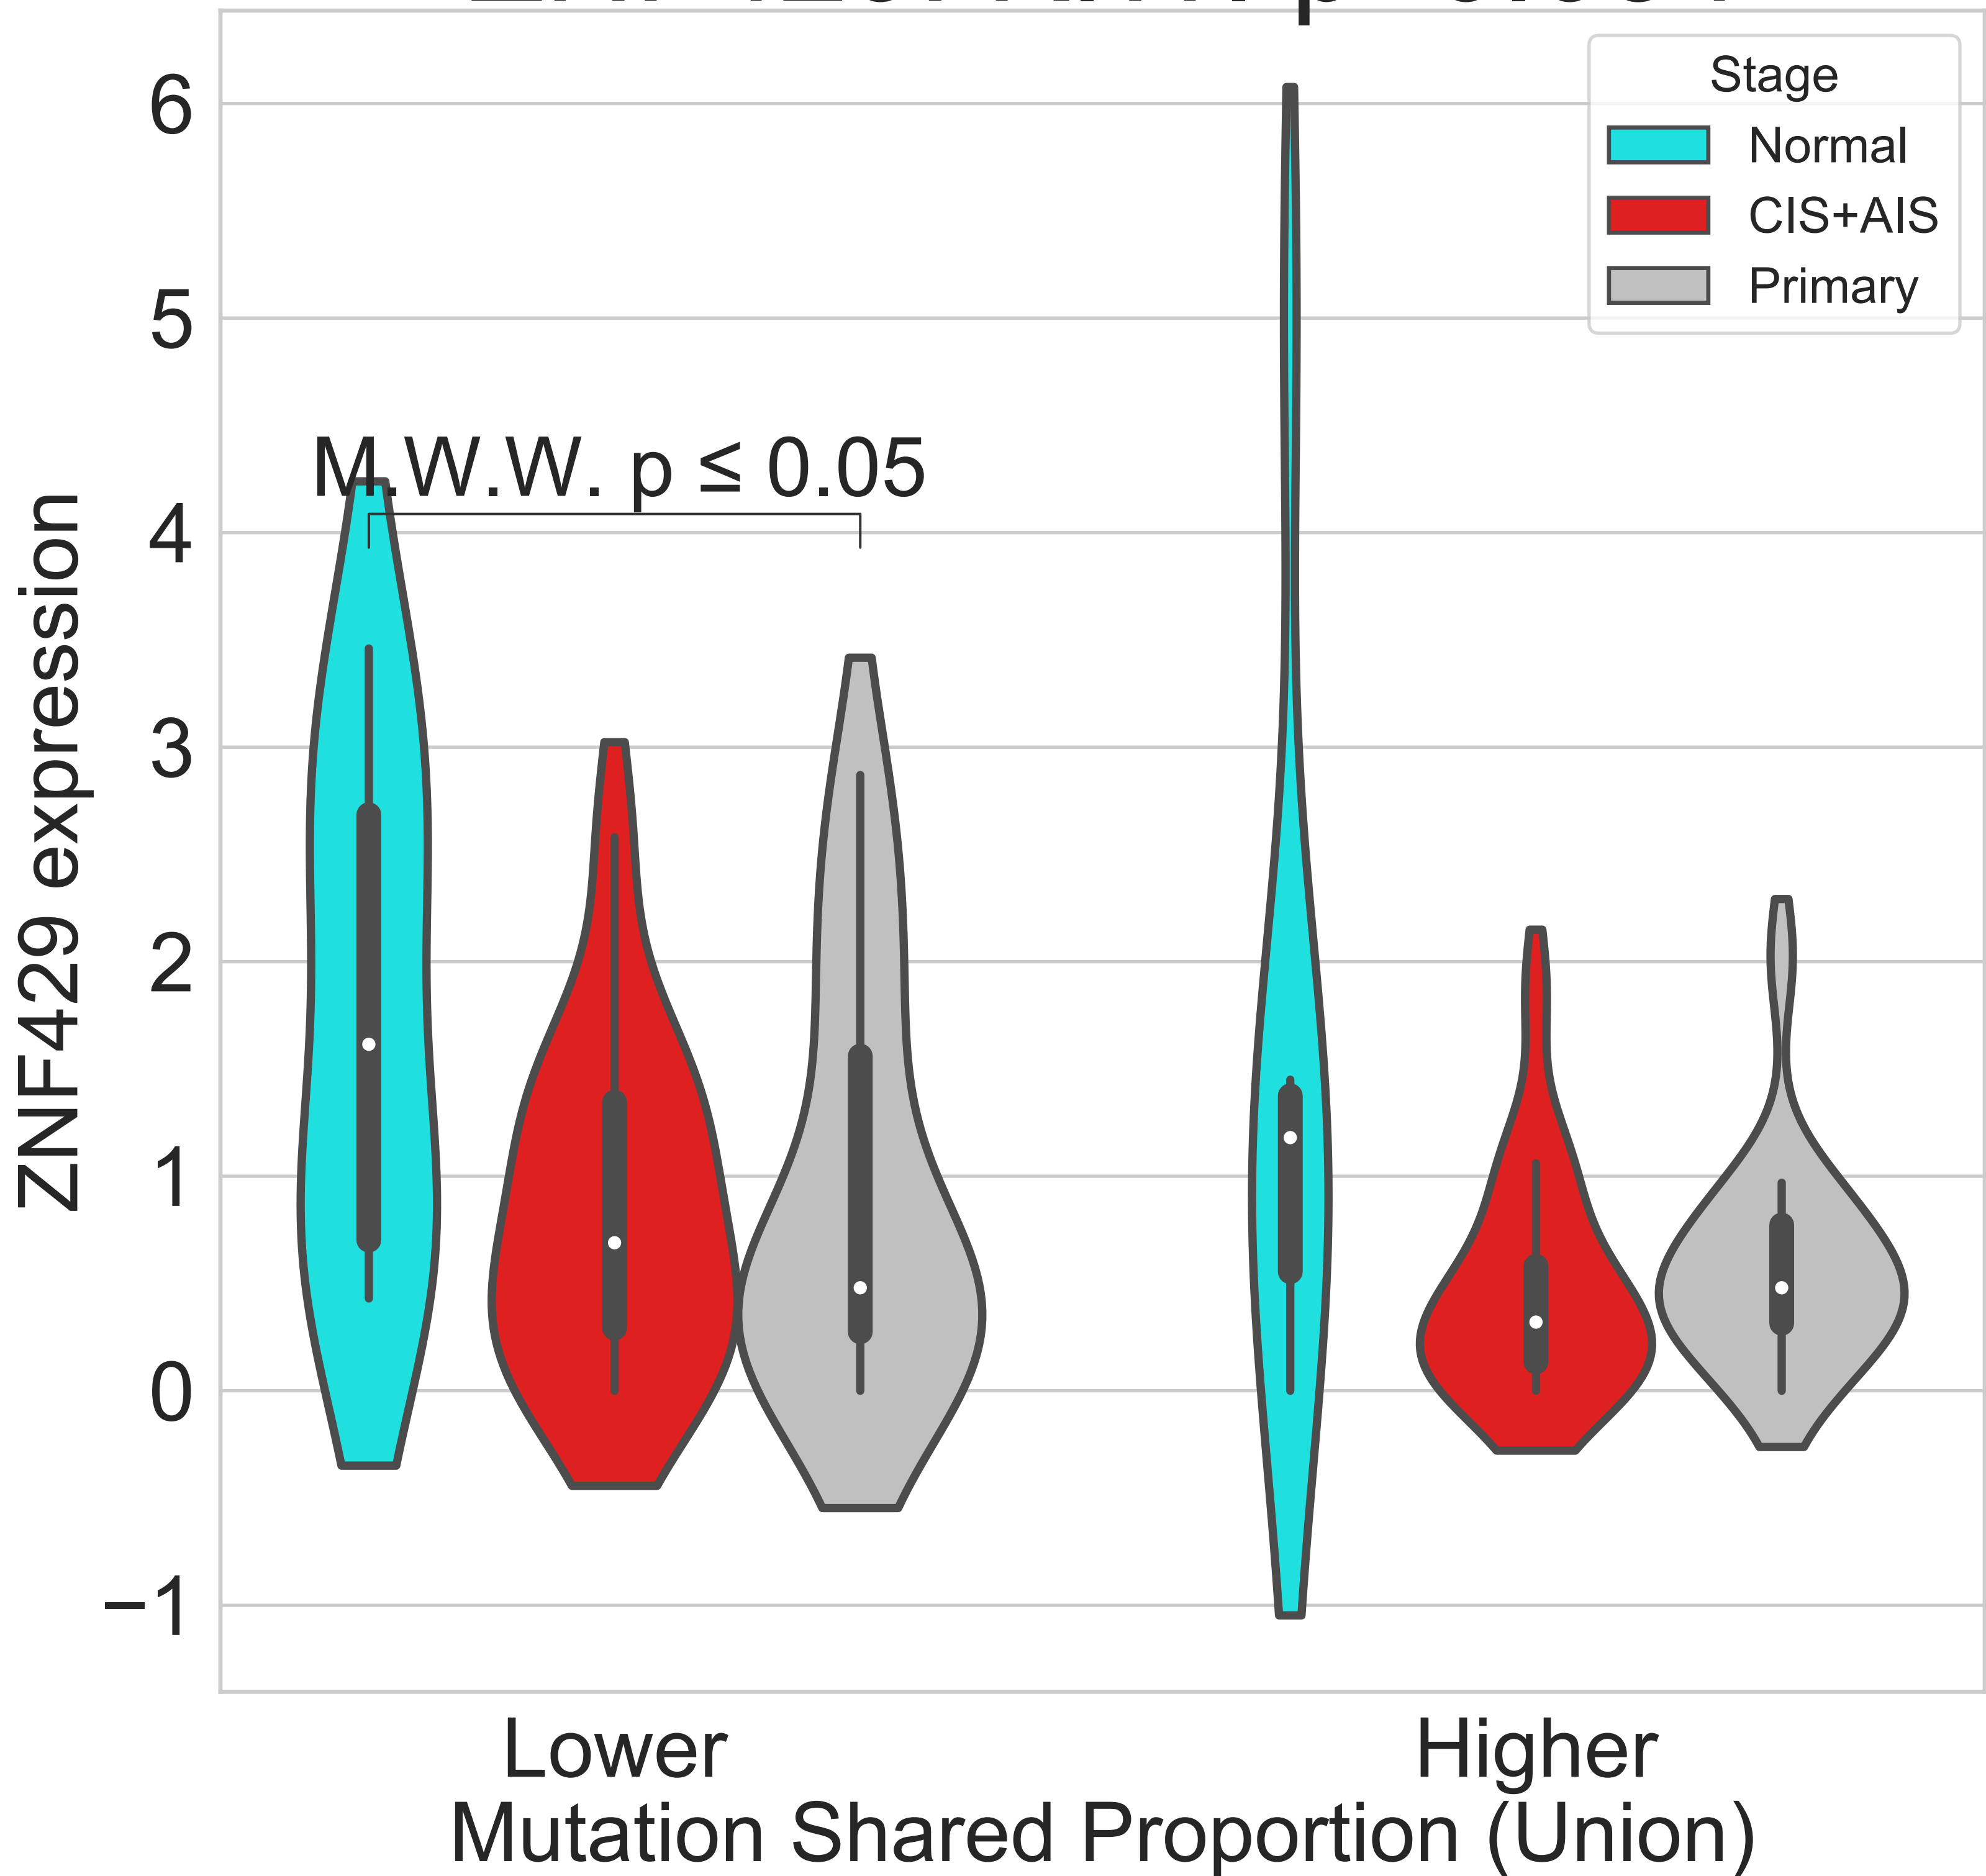 Stage
Normal
CIS+AIS
Primary
6
5
4
3
2
1
0
−1
M.W.W. p ≤ 0.05
ZNF429 expression
Lower
Higher
Mutation Shared Proportion (Union)